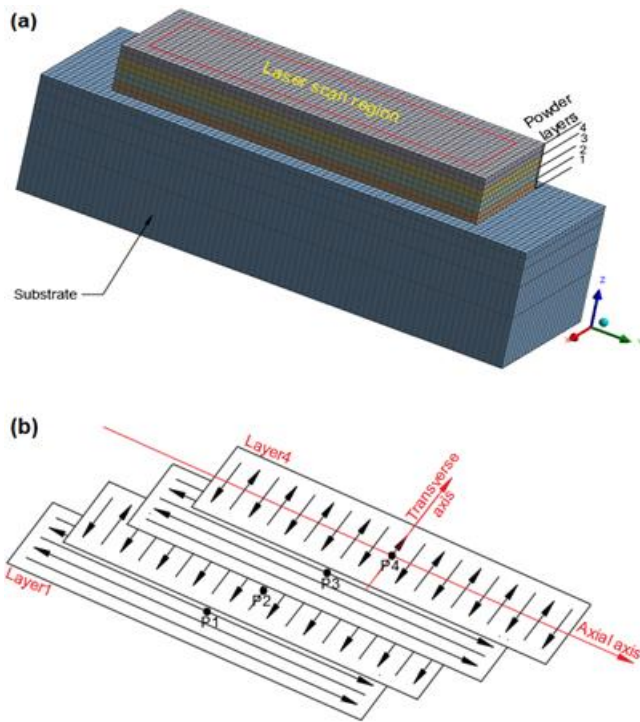 (a)
Laser scan region
Powder
layers
4
3
2
1
Substrate
Z
X
Y
(b)
Layer4
Transverse
axis
P4
P3
P2
P1
Layer1
Axial axis